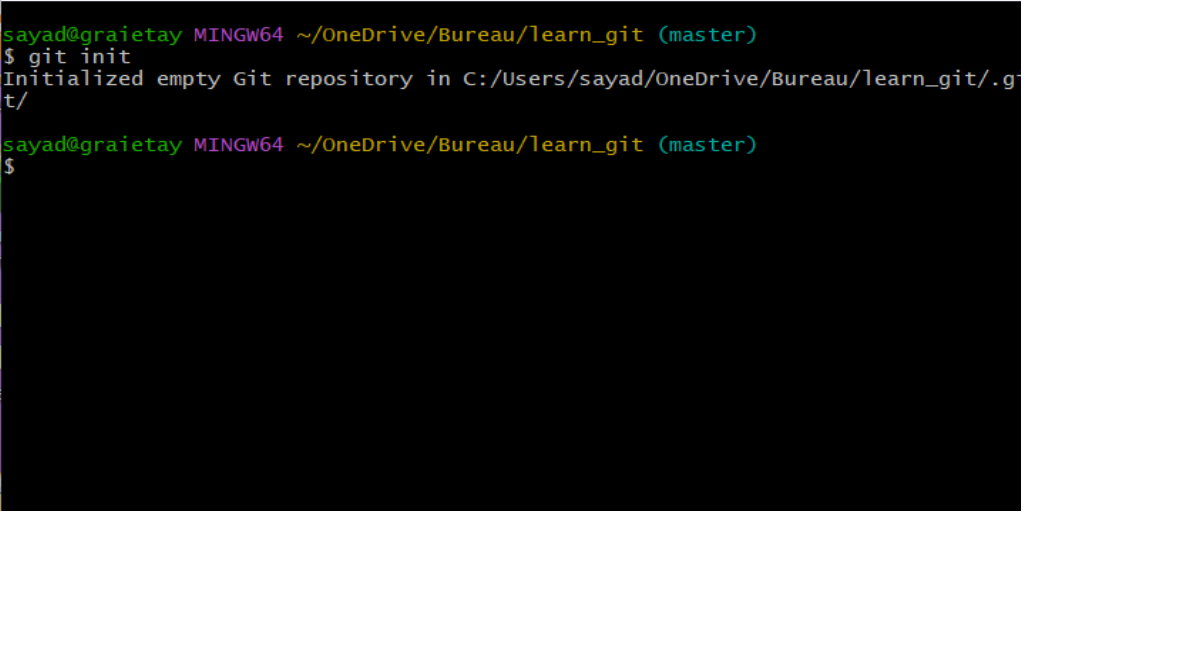 sayad@graietay MINGW64 ~/OneDrive/Bureau/learn_git (master)
$ git init
Initialized empty Git repository in C:/Users/sayad/OneDrive/Bureau/learn_git/.gi
t/
sayad@graietay MINGW64 ~/OneDrive/Bureau/learn_git (master)
$